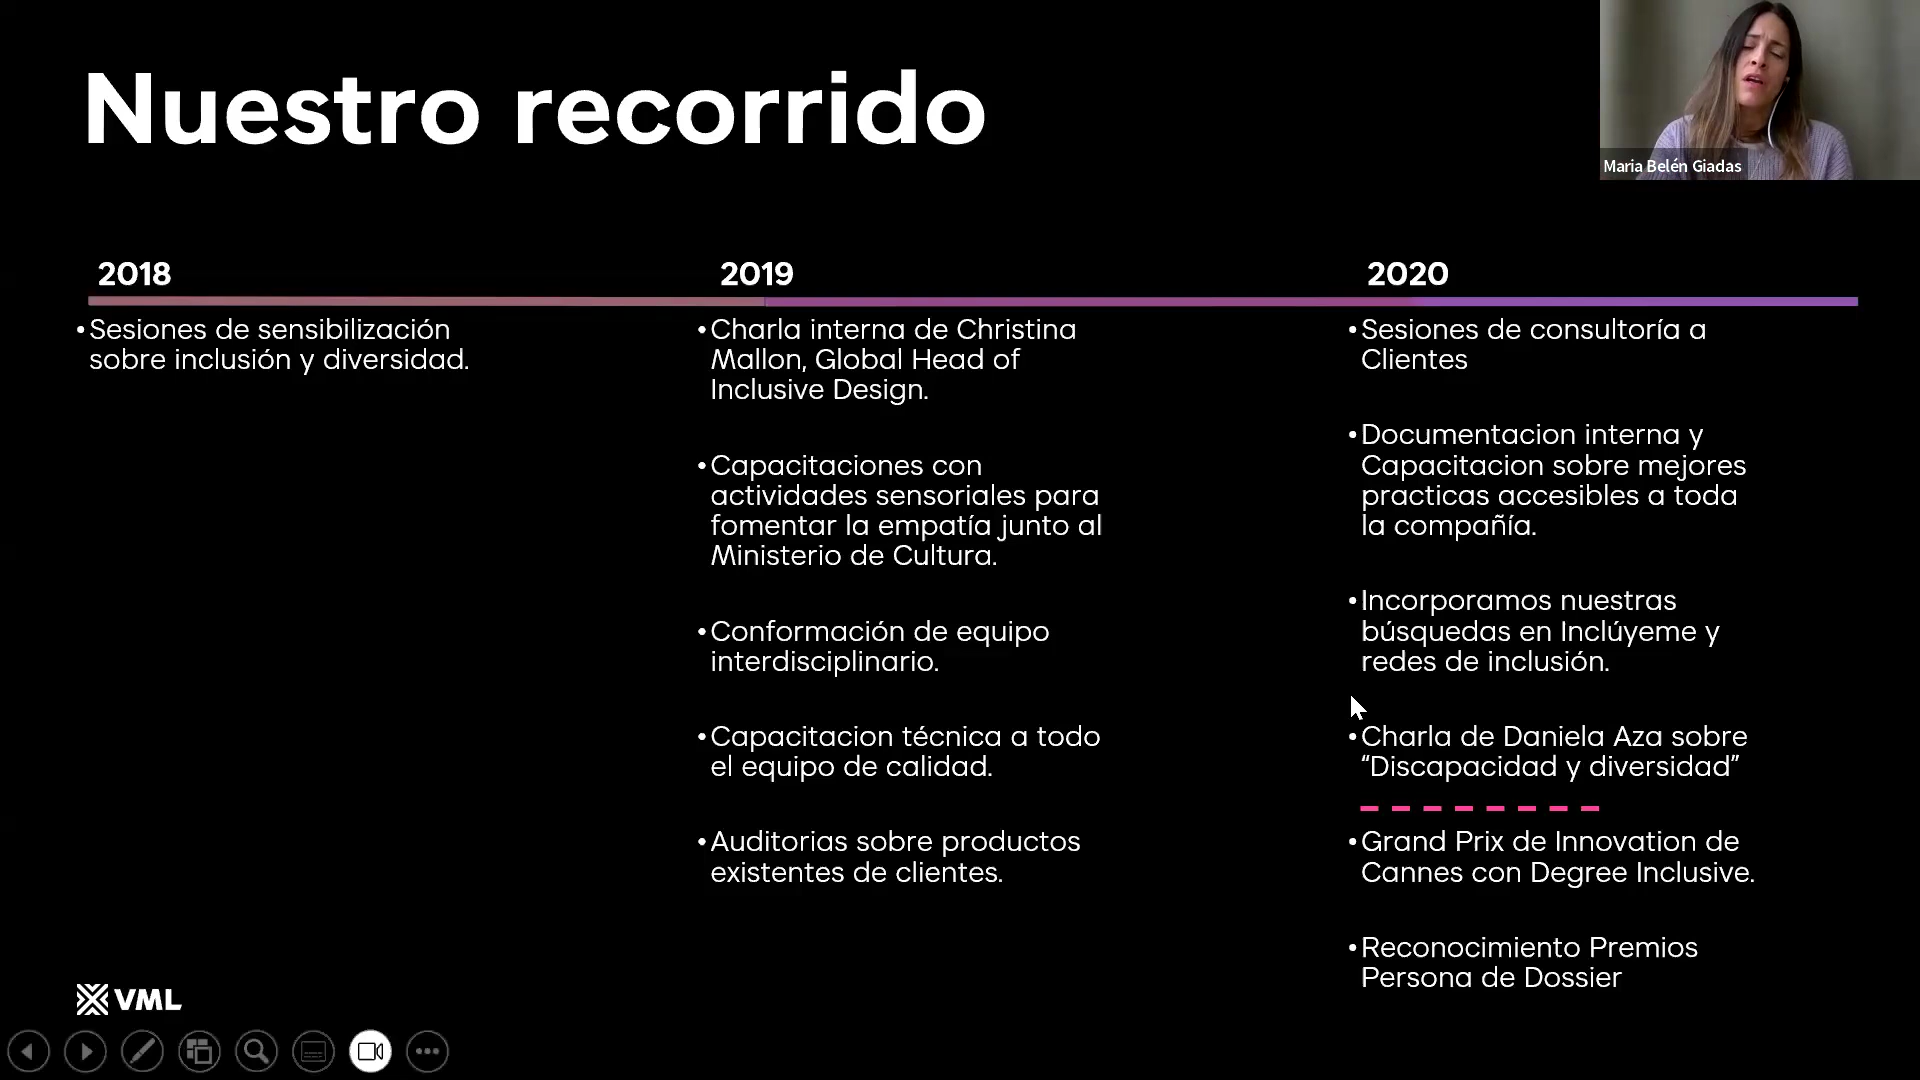 Nuestro recorrido
Maria Belén Giadas
2018
• Sesiones de sensibilización
sobre inclusión y diversidad.
2019
• Charla interna de Christina
Mallon, Global Head of
Inclusive Design.
• Capacitaciones con
actividades sensoriales para
fomentar la empatía junto al
Ministerio de Cultura.
• Conformación de equipo
interdisciplinario.
• Capacitacion técnica a todo
el equipo de calidad.
• Auditorias sobre productos
existentes de clientes.
2020
• Sesiones de consultoría a
Clientes
• Documentacion interna y
Capacitacion sobre mejores
practicas accesibles a toda
la compañía.
• Incorporamos nuestras
búsquedas en Inclúyeme y
redes de inclusión.
• Charla de Daniela Aza sobre
“Discapacidad y diversidad”
• Grand Prix de Innovation de
Cannes con Degree Inclusive.
• Reconocimiento Premios
Persona de Dossier
VML